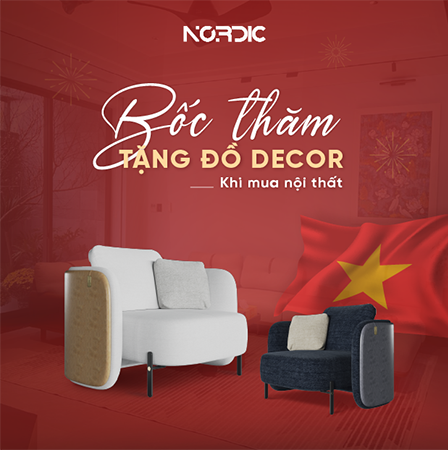 NORDIC
Bốc thăm
TẶNG ĐỒ DECOR
Khi mua nội thất